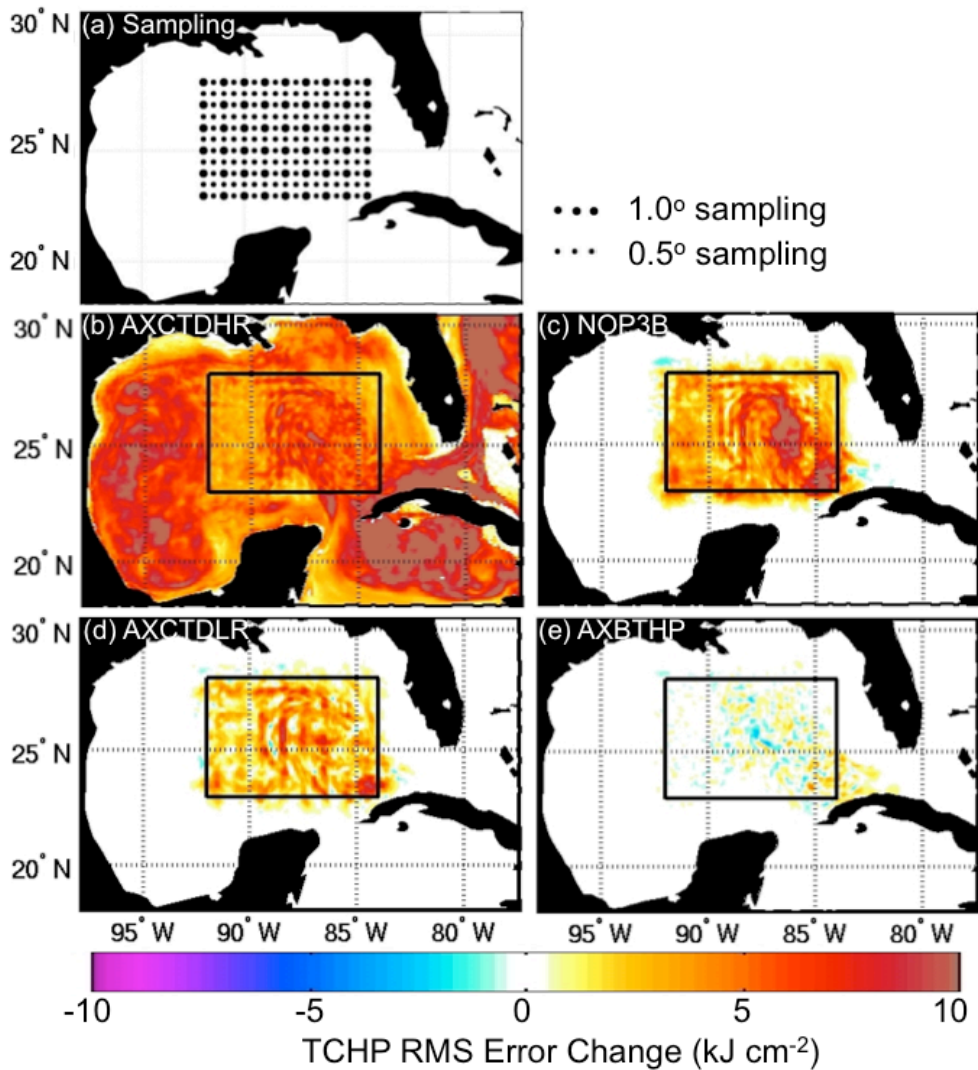 (a) Sampling
30° N
25° N
20° N
1.0° sampling
0.5° sampling
(b) AXCTDHR
(c) NOP3B
30° N
25° N
20° N
(d) AXCTDLR
(e) AXBTHP
30° N
25° N
20° N
95° W 90° W 85° W 80° W 95° W 90° W 85° W 80° W
-10 -5 0 5 10
TCHP RMS Error Change (kJ cm⁻²)